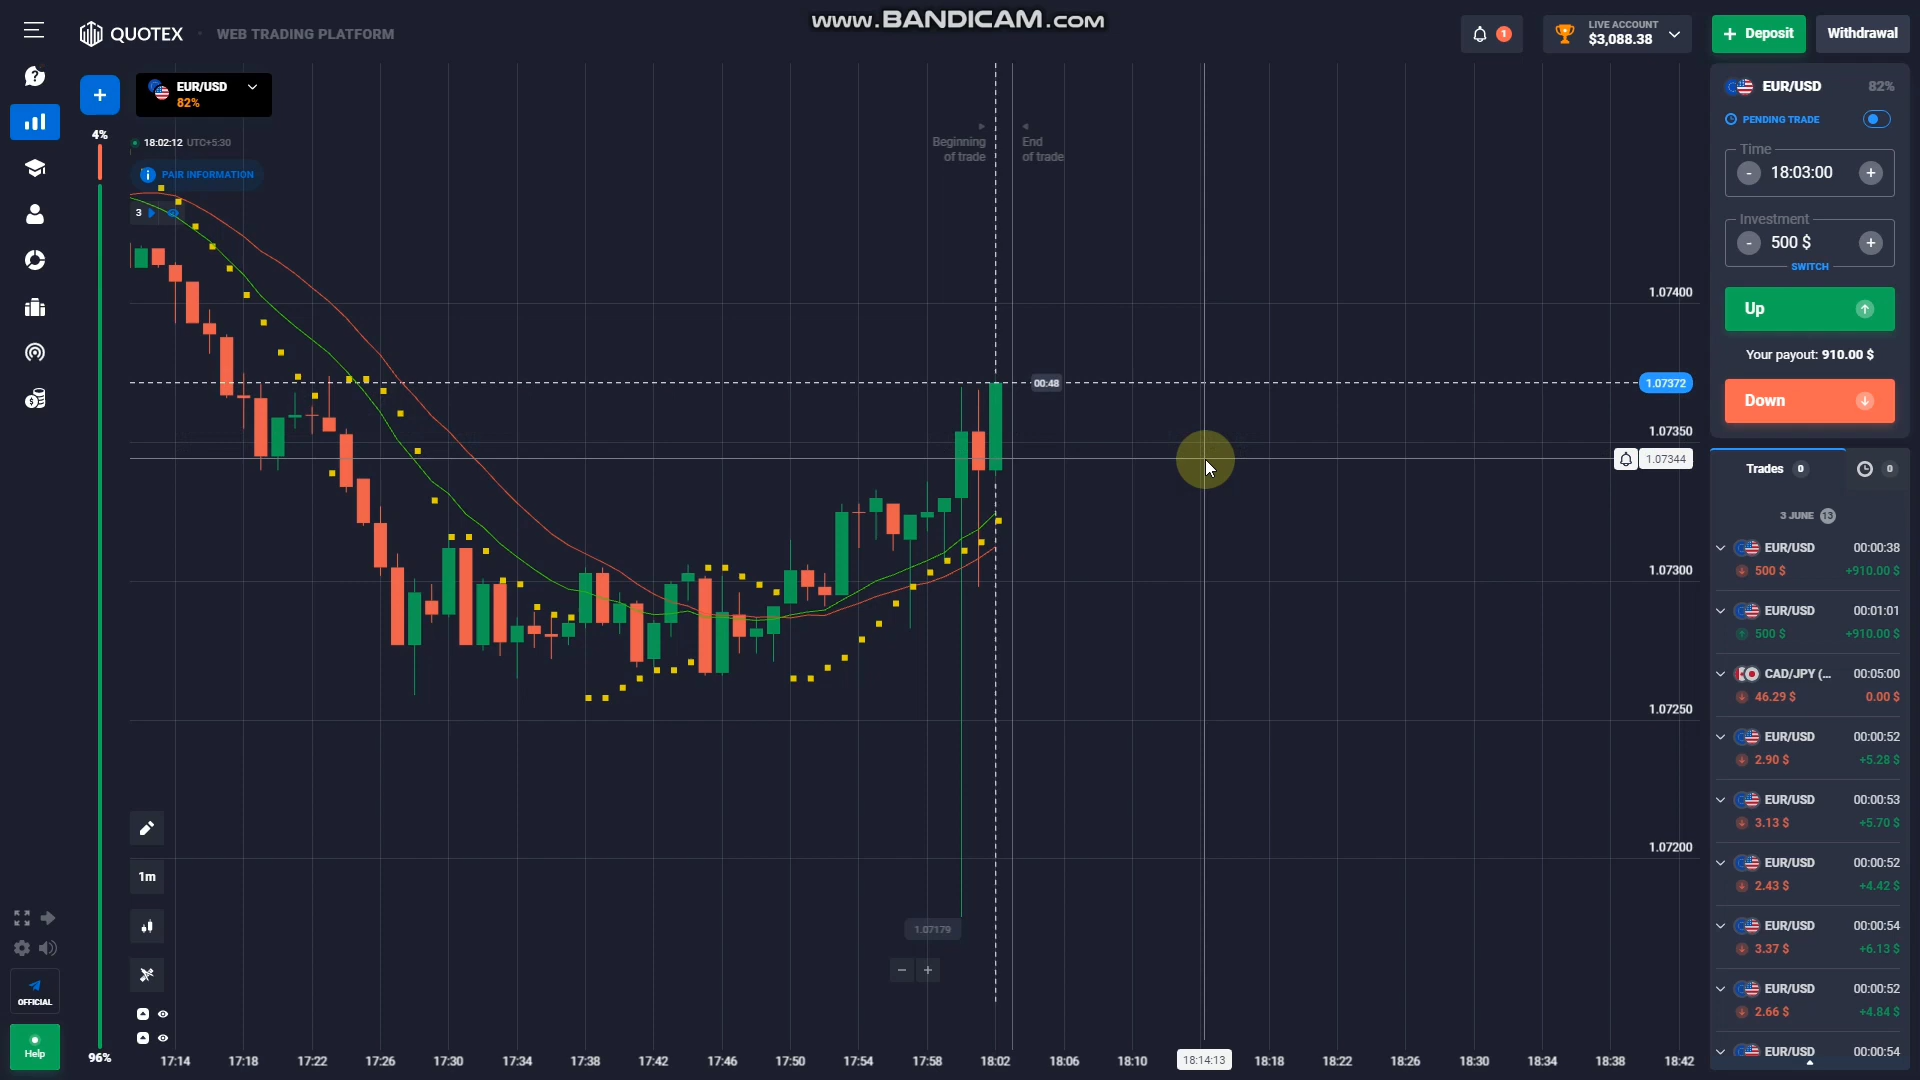 www.BANDICAM.com
QUOTEX
WEB TRADING PLATFORM
1
LIVE ACCOUNT
$3,088.38
+ Deposit
Withdrawal
+
EUR/USD
82%
4%
18:02:12 UTC+5:30
i PAIR INFORMATION
3
Beginning
of trade
End
of trade
00:48
1.07400
1.07372
1.07350
1.07344
1.07300
1.07250
1.07200
1.07179
− +
1m
OFFICIAL
Help
96%
17:14
17:18
17:22
17:26
17:30
17:34
17:38
17:42
17:46
17:50
17:54
17:58
18:02
18:06
18:10
18:14:13
18:18
18:22
18:26
18:30
18:34
18:38
18:42
EUR/USD 82%
PENDING TRADE
Time
- 18:03:00 +
Investment
- 500 $ +
SWITCH
Up
Your payout: 910.00 $
Down
Trades 0
0
3 JUNE 13
EUR/USD 00:00:38
500 $ +910.00 $
EUR/USD 00:01:01
500 $ +910.00 $
CAD/JPY (... 00:05:00
46.29 $ 0.00 $
EUR/USD 00:00:52
2.90 $ +5.28 $
EUR/USD 00:00:53
3.13 $ +5.70 $
EUR/USD 00:00:52
2.43 $ +4.42 $
EUR/USD 00:00:54
3.37 $ +6.13 $
EUR/USD 00:00:52
2.66 $ +4.84 $
EUR/USD 00:00:54